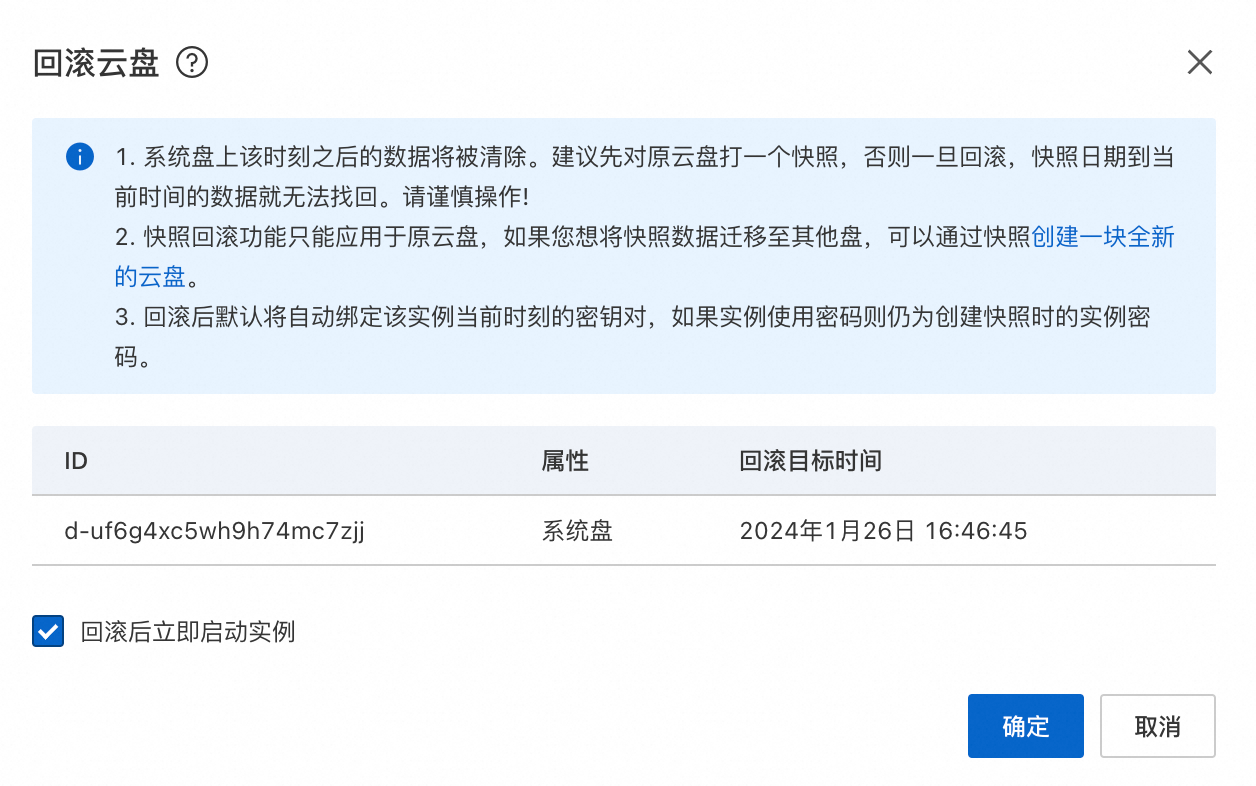 回滚云盘
1. 系统盘上该时刻之后的数据将被清除。建议先对原云盘打一个快照，否则一旦回滚，快照日期到当
前时间的数据就无法找回。请谨慎操作!
2. 快照回滚功能只能应用于原云盘，如果您想将快照数据迁移至其他盘，可以通过快照创建一块全新
的云盘。
3. 回滚后默认将自动绑定该实例当前时刻的密钥对，如果实例使用密码则仍为创建快照时的实例密
码。
ID 属性 回滚目标时间
d-uf6g4xc5wh9h74mc7zjj 系统盘 2024年1月26日 16:46:45
回滚后立即启动实例
确定 取消